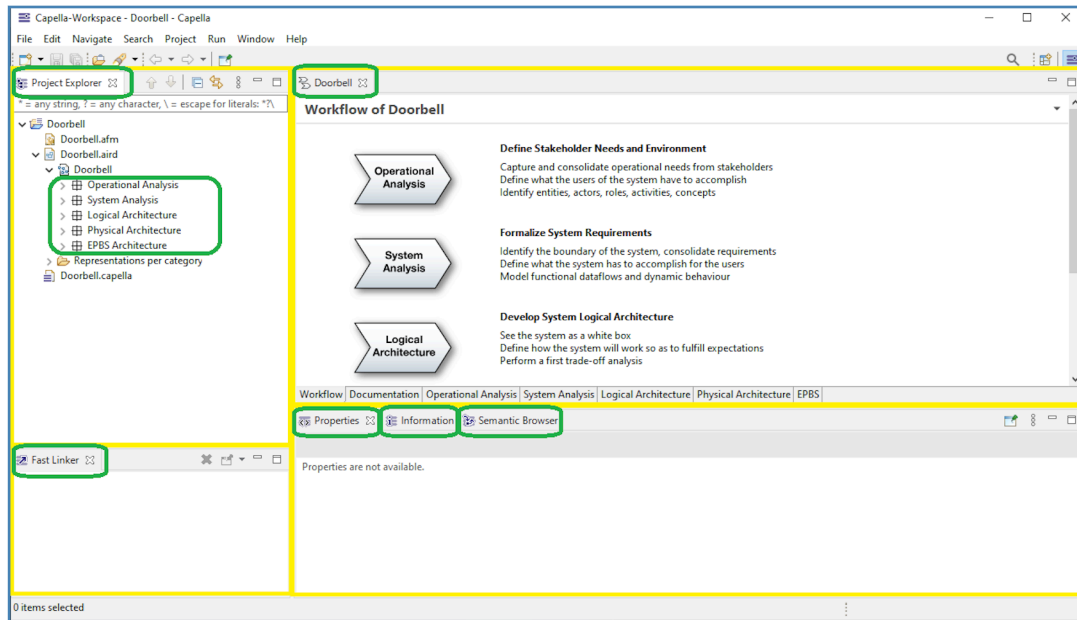 Capella-Workspace - Doorbell - Capella
File Edit Navigate Search Project Run Window Help
Project Explorer
* = any string, ? = any character, \ = escape for literals: *?\
Doorbell
Doorbell.afm
Doorbell.aird
Doorbell
Operational Analysis
System Analysis
Logical Architecture
Physical Architecture
EPBS Architecture
Representations per category
Doorbell.capella
Fast Linker
Doorbell
Workflow of Doorbell
Operational
Analysis
Define Stakeholder Needs and Environment
Capture and consolidate operational needs from stakeholders
Define what the users of the system have to accomplish
Identify entities, actors, roles, activities, concepts
System
Analysis
Formalize System Requirements
Identify the boundary of the system, consolidate requirements
Define what the system has to accomplish for the users
Model functional dataflows and dynamic behaviour
Logical
Architecture
Develop System Logical Architecture
See the system as a white box
Define how the system will work so as to fulfill expectations
Perform a first trade-off analysis
Workflow Documentation Operational Analysis System Analysis Logical Architecture Physical Architecture EPBS
Properties Information Semantic Browser
Properties are not available.
0 items selected